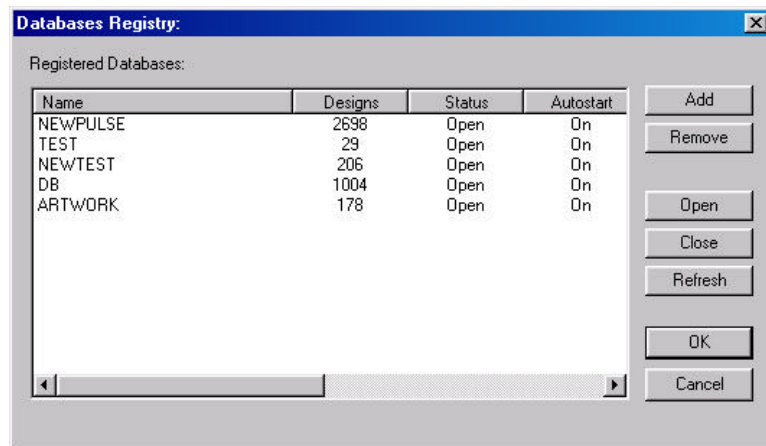 Databases Registry:
Registered Databases:
Name Designs Status Autostart
NEWPULSE 2698 Open On
TEST 29 Open On
NEWTEST 206 Open On
DB 1004 Open On
ARTWORK 178 Open On
Add
Remove
Open
Close
Refresh
OK
Cancel